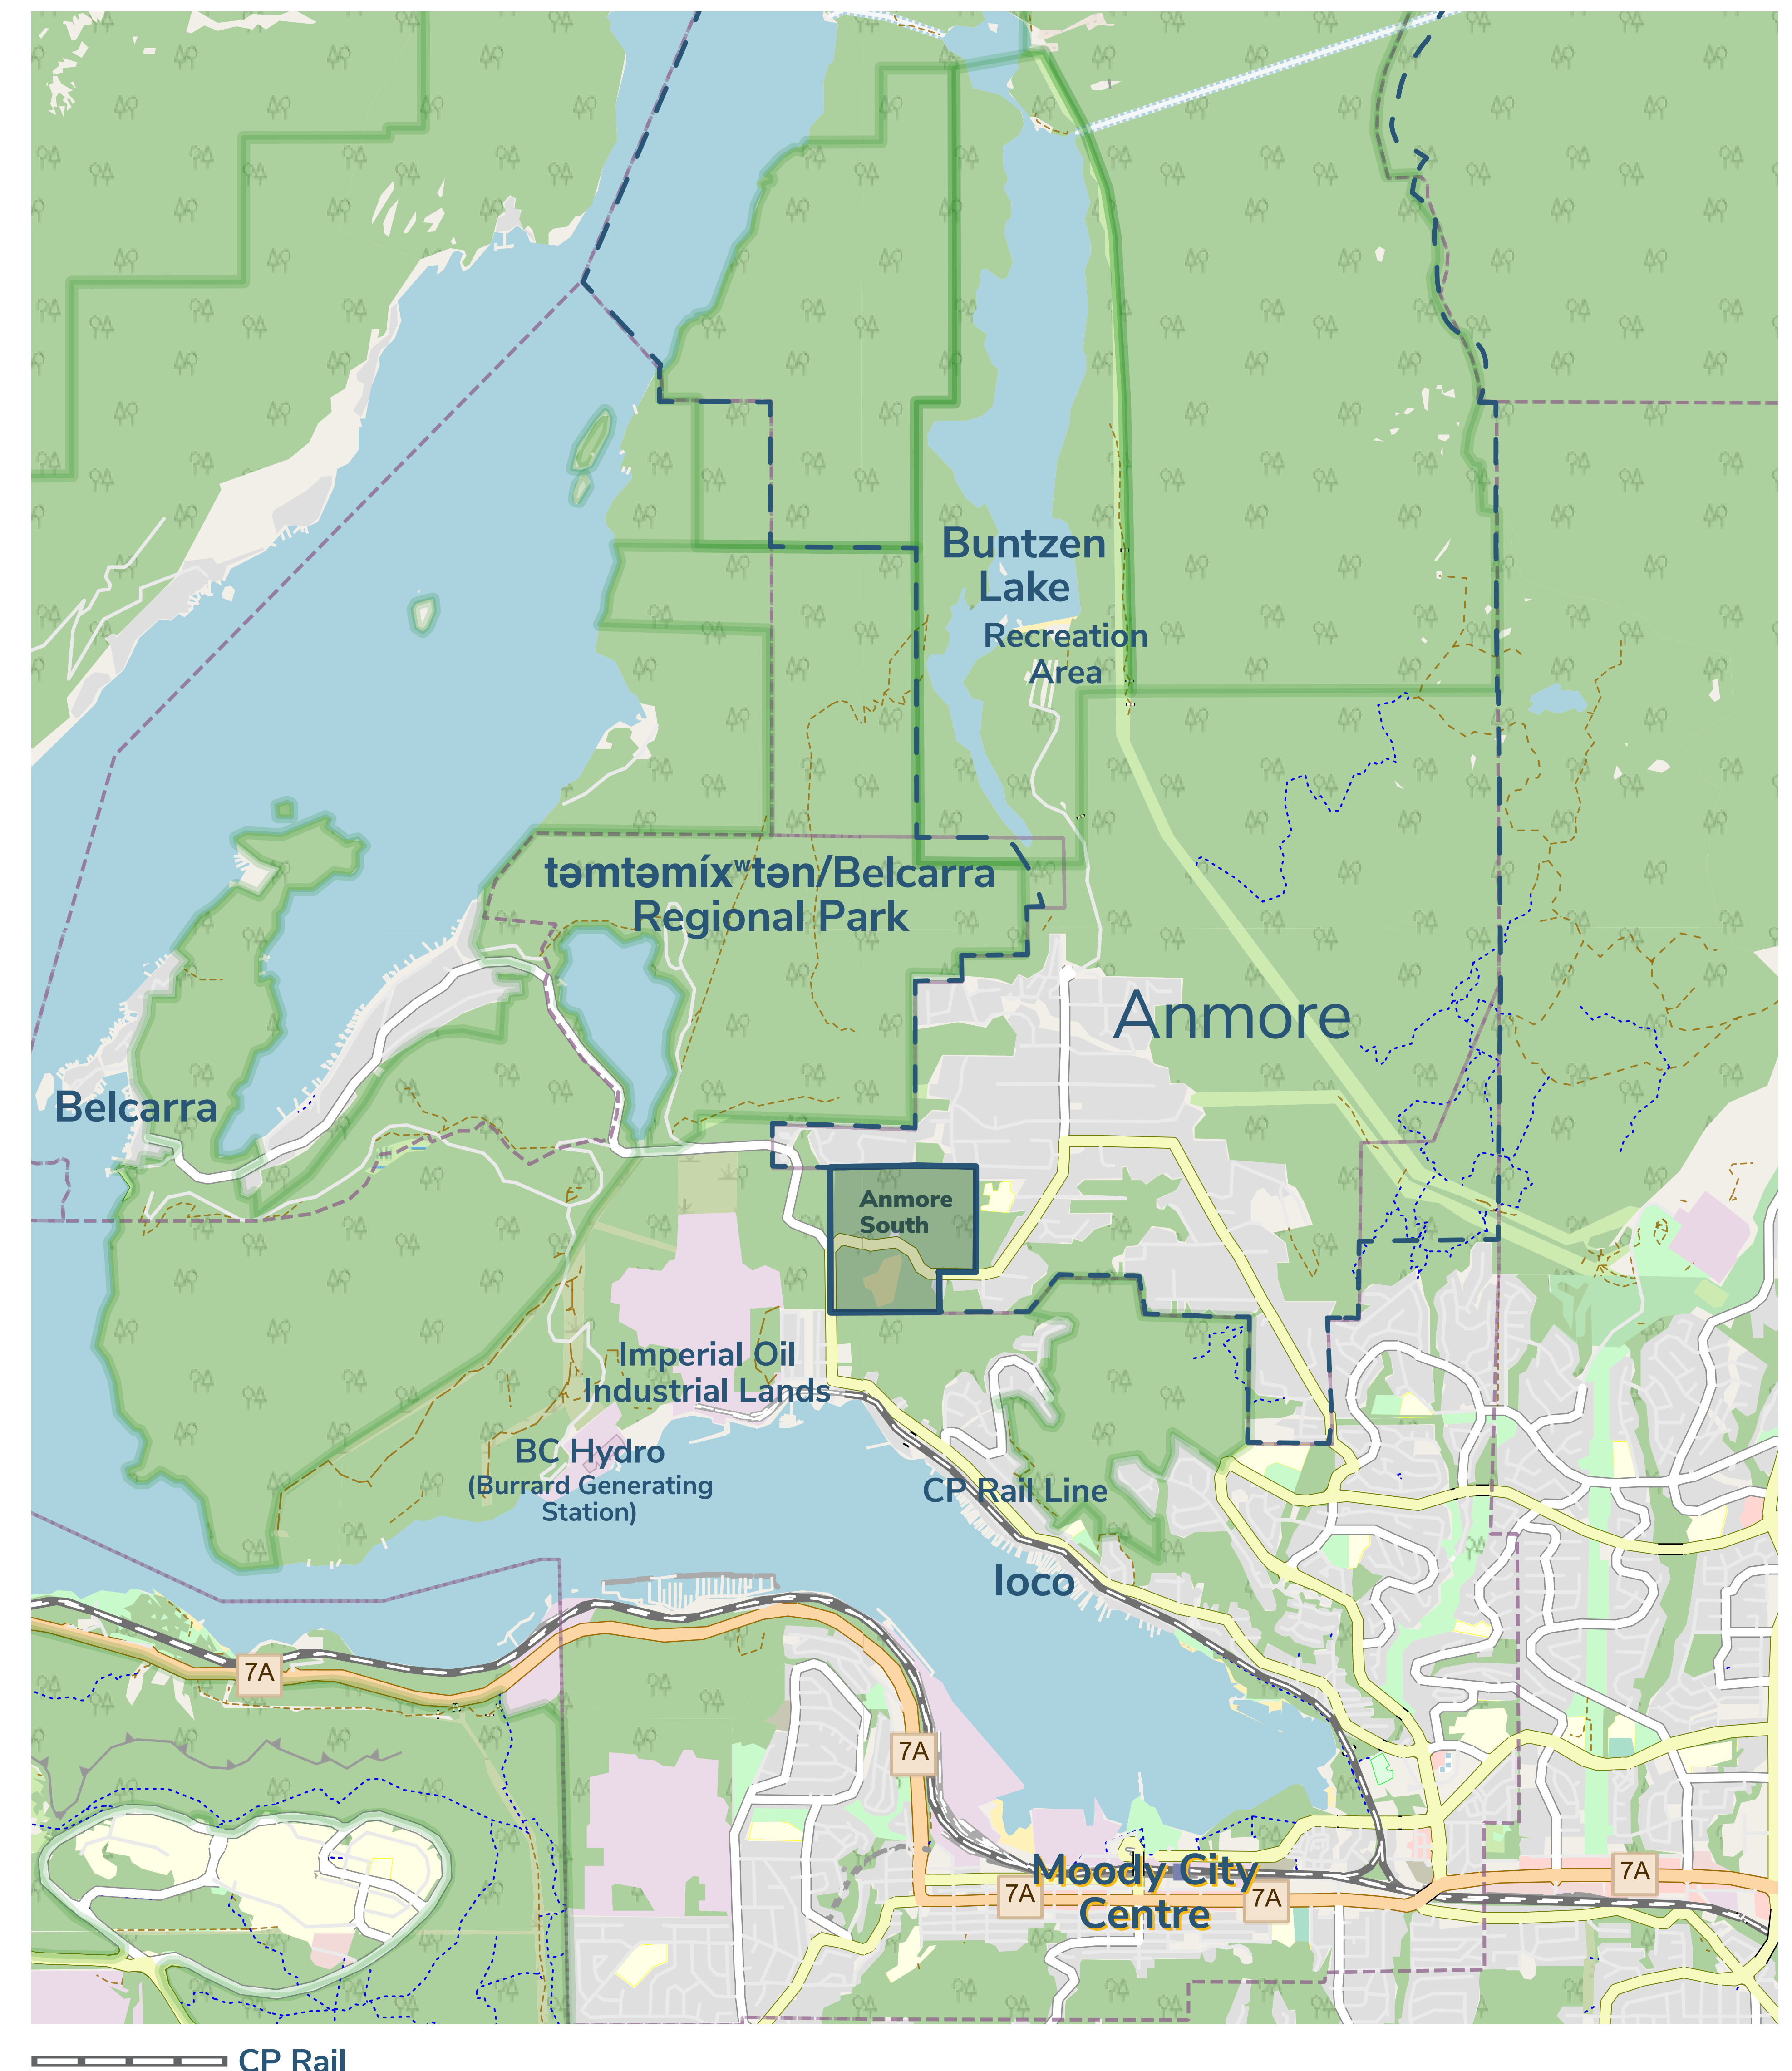 Buntzen
Lake
Recreation
Area
təmtəmíxʷtən/Belcarra
Regional Park
Anmore
Belcarra
Anmore
South
Imperial Oil
Industrial Lands
BC Hydro
(Burrard Generating
Station)
CP Rail Line
Ioco
7A
7A
Moody City
Centre
7A
7A
7A
CP Rail